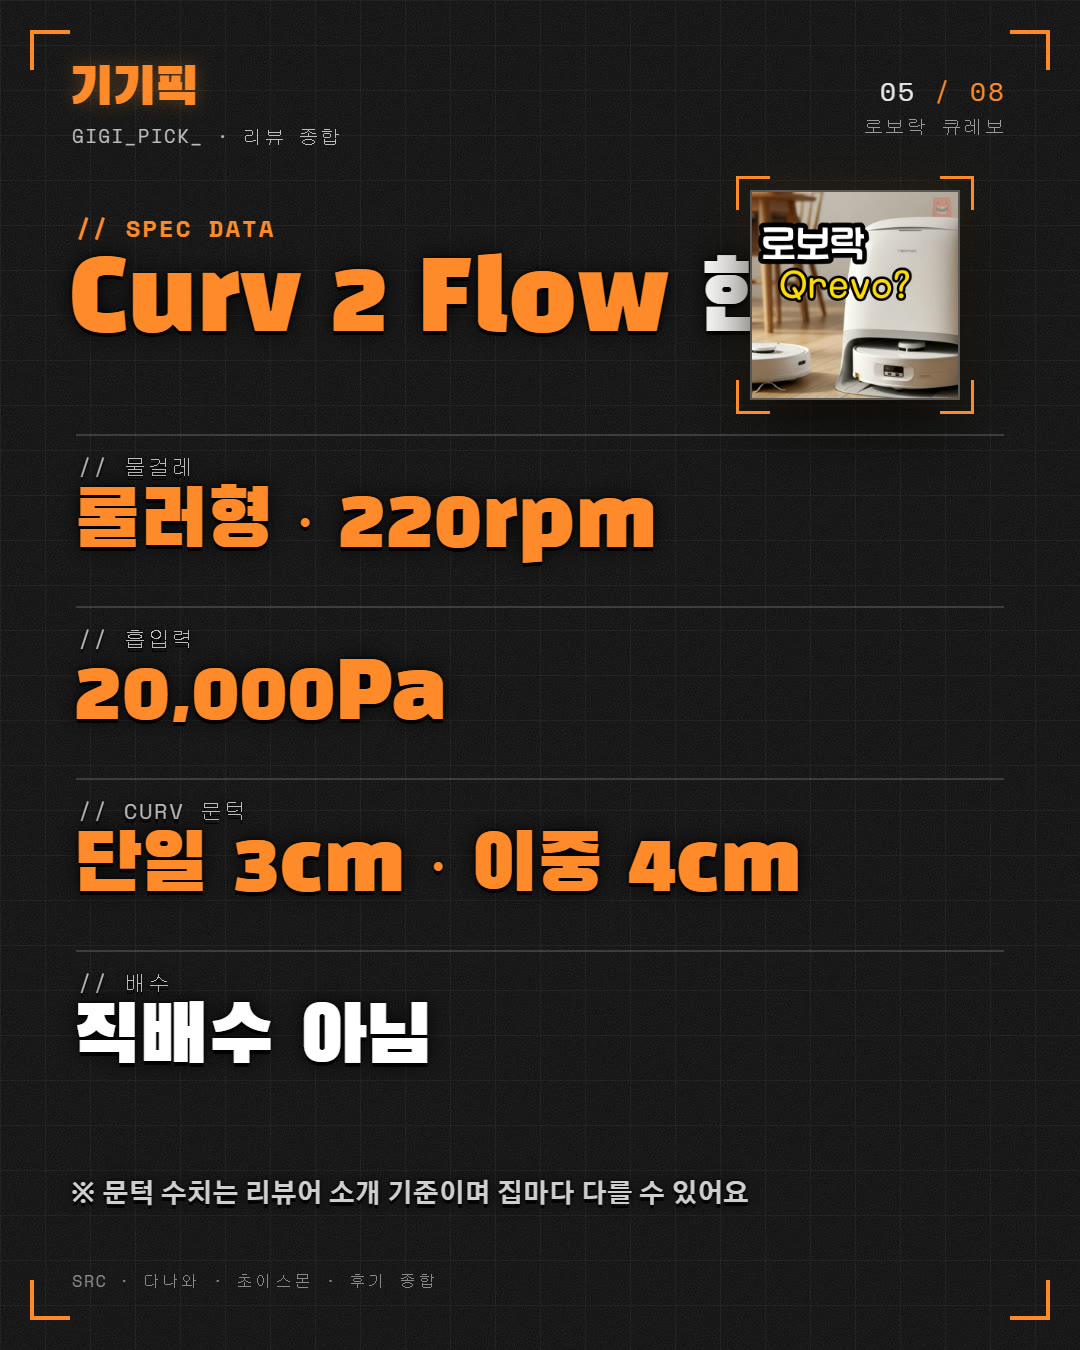 기기픽
GIGI_PICK_ · 리뷰 종합
05 / 08
로보락 큐레보
// SPEC DATA
Curv 2 Flow
로보락
Qrevo?
// 물걸레
롤러형 · 220rpm
// 흡입력
20,000Pa
// CURV 문턱
단일 3cm · 이중 4cm
// 배수
직배수 아님
※ 문턱 수치는 리뷰어 소개 기준이며 집마다 다를 수 있어요
SRC · 다나와 · 초이스몬 · 후기 종합